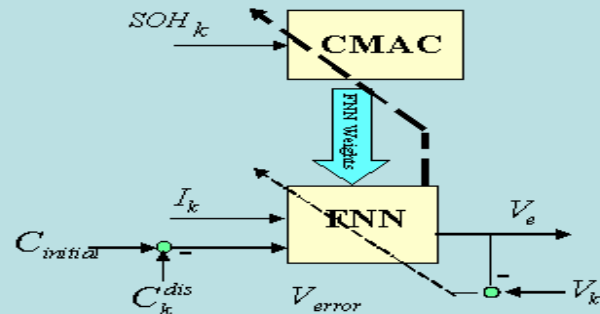 SOH k
CMAC
FNN Weights
I k
FNN
V e
C initial
-
-
C k dis
V error
V k